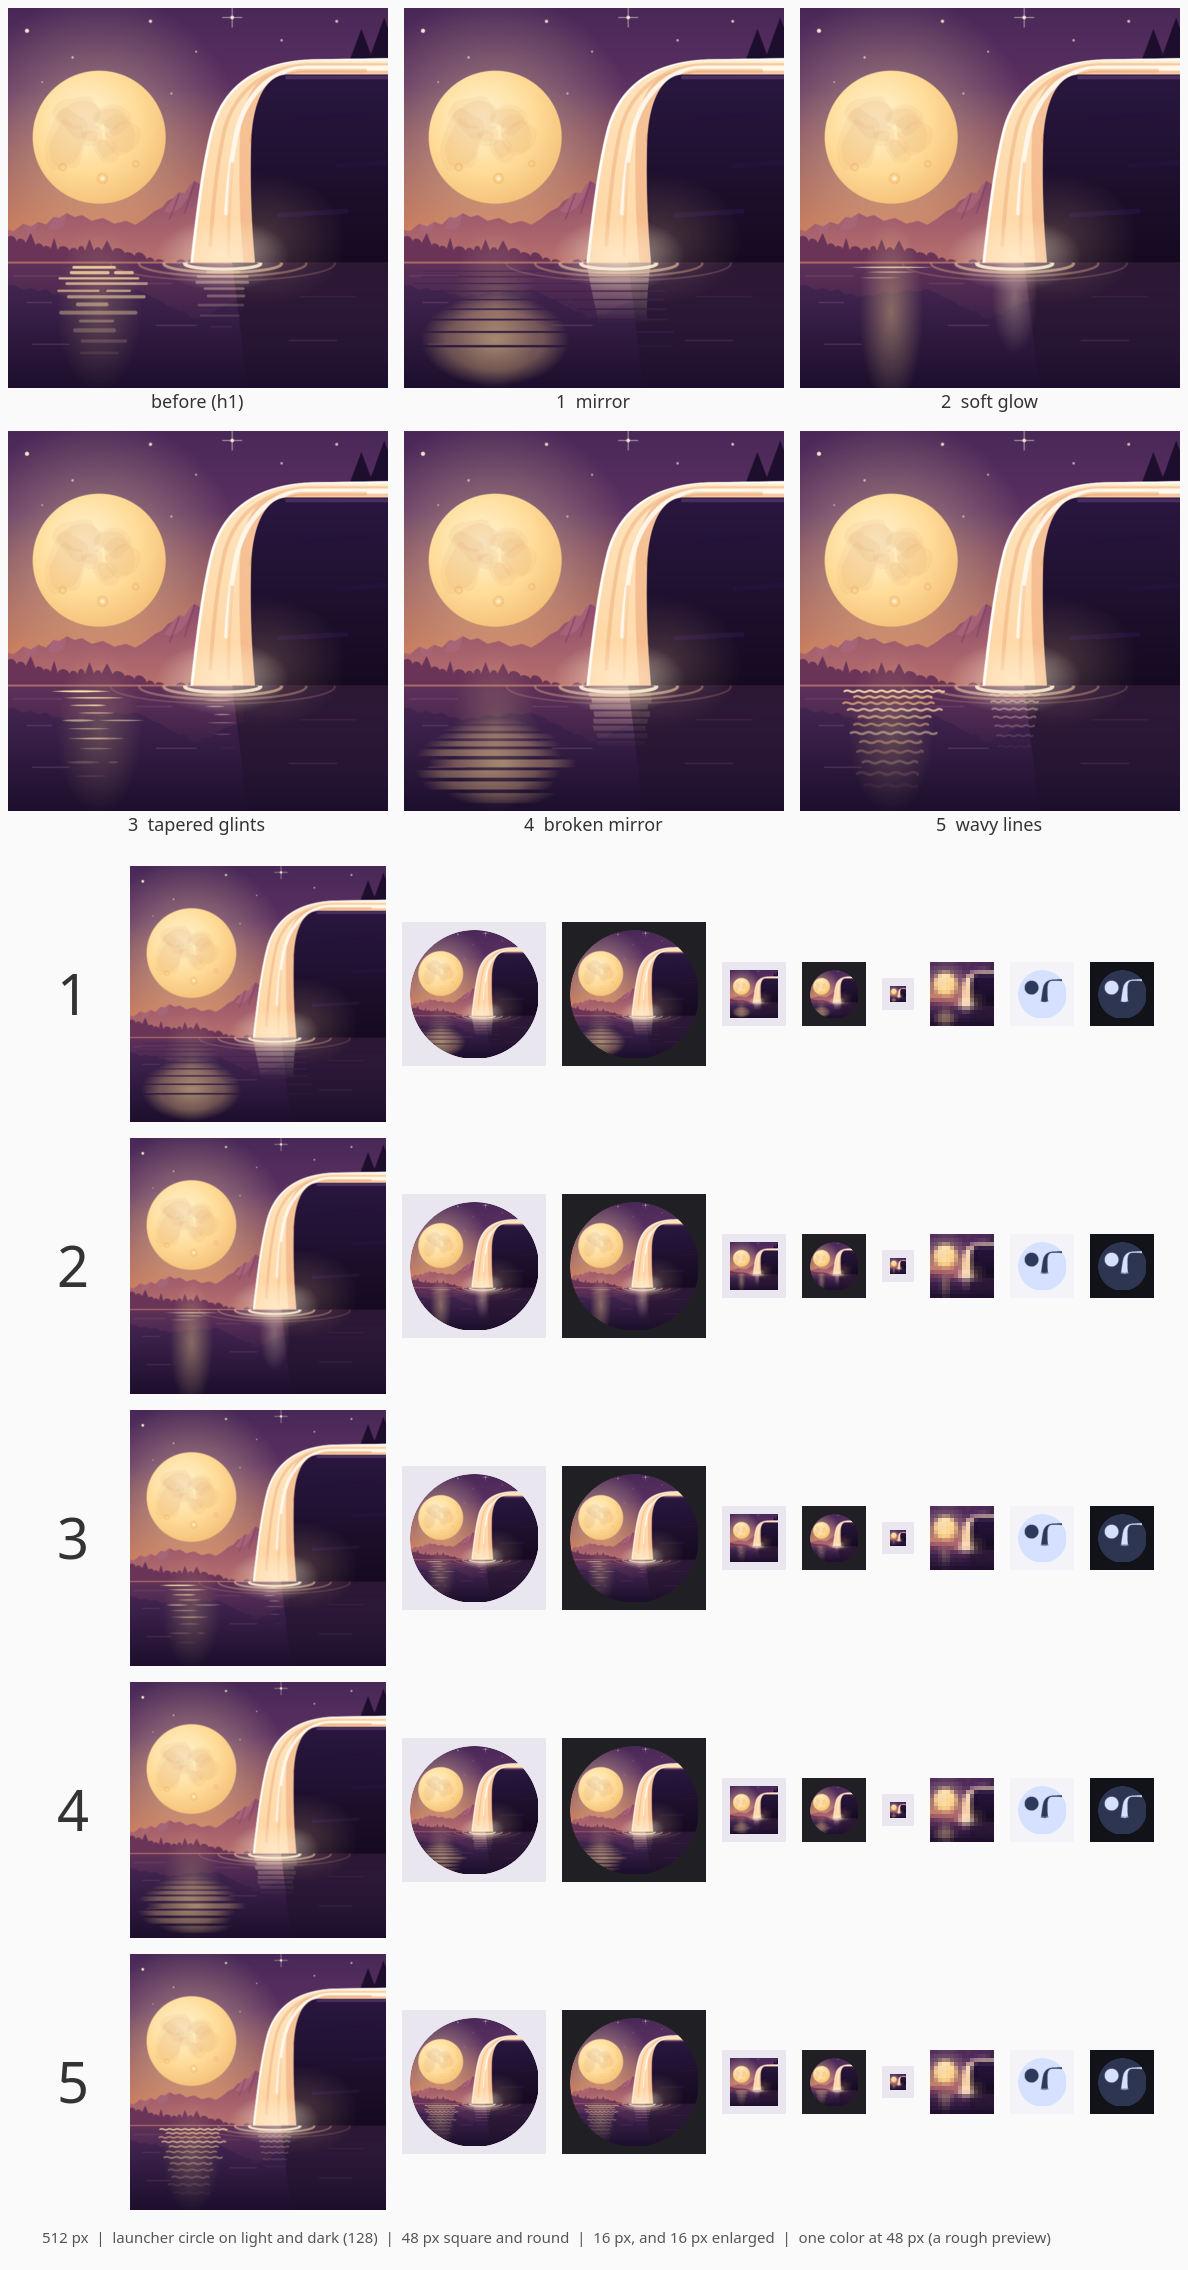 before (h1)
1 mirror
2 soft glow
3 tapered glints
4 broken mirror
5 wavy lines
1
2
3
4
5
512 px | launcher circle on light and dark (128) | 48 px square and round | 16 px, and 16 px enlarged | one color at 48 px (a rough preview)